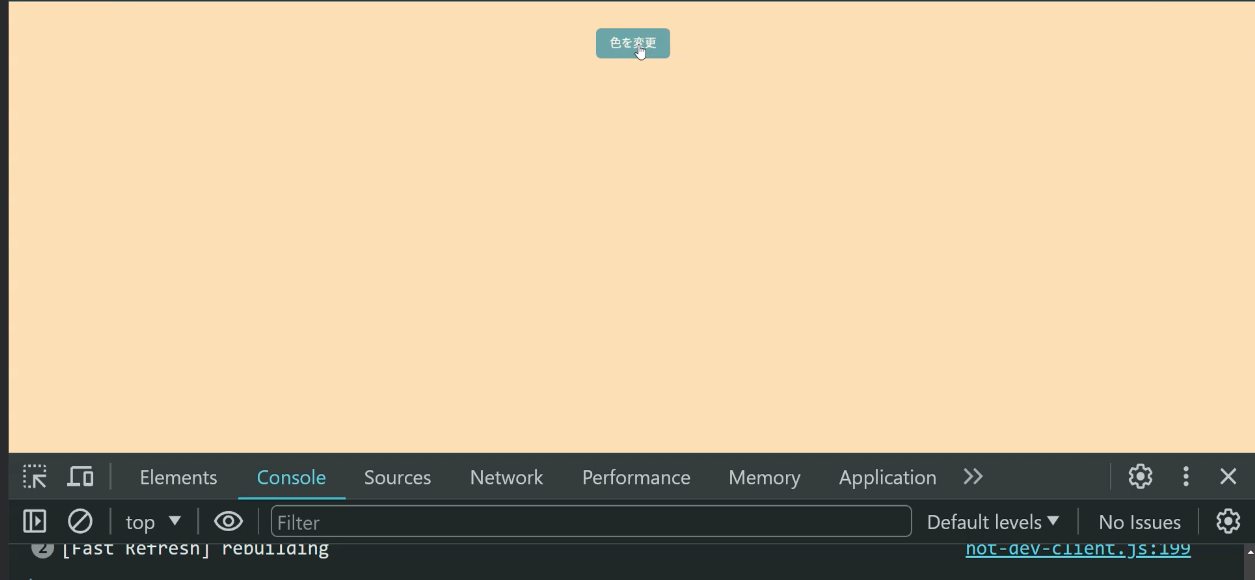 色を変更
Elements Console Sources Network Performance Memory Application
top Filter Default levels No Issues
2 [Fast Refresh] rebuilding hot-dev-client.js:199